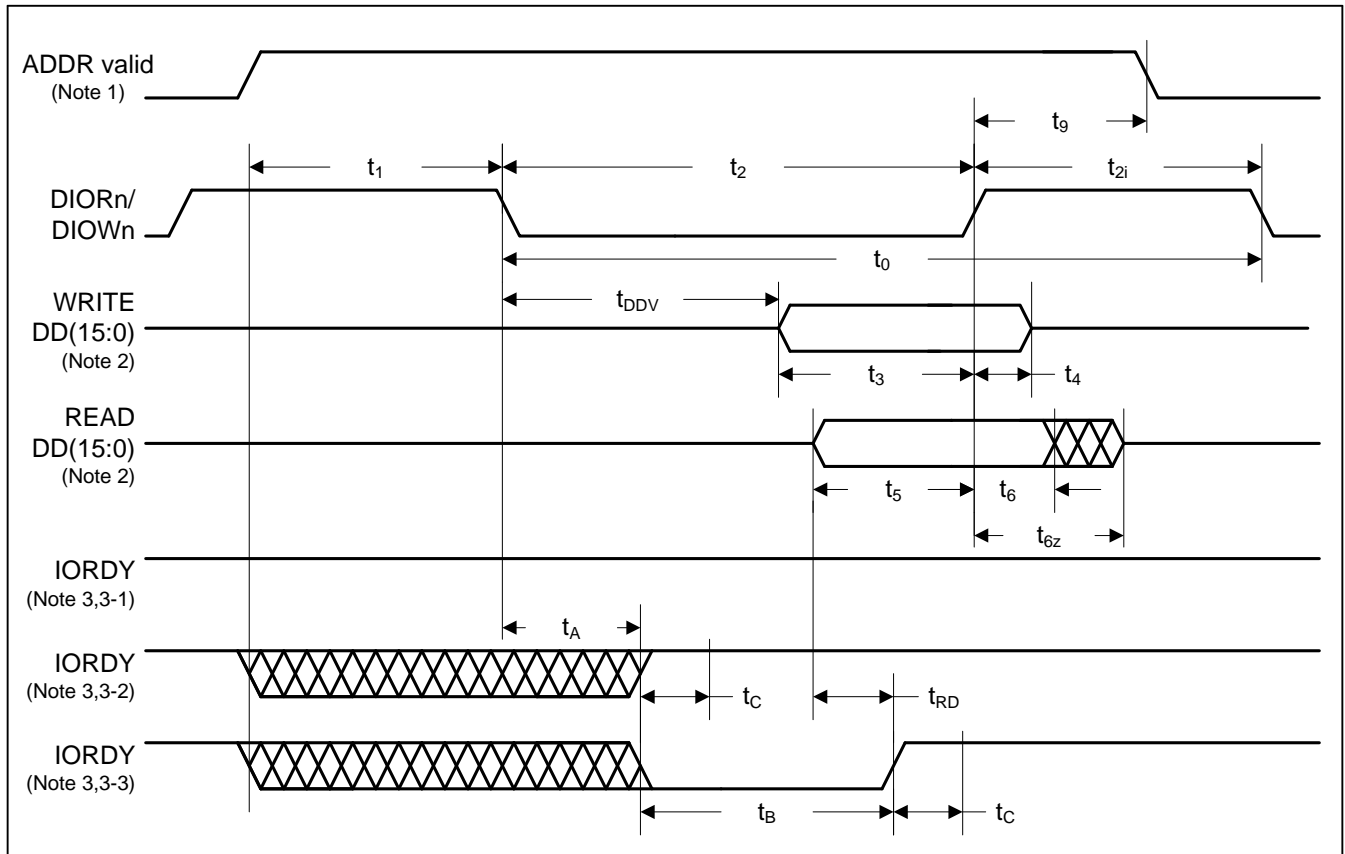 ADDR valid
(Note 1)
t9
t1
t2
t2i
DIORn/
DIOWn
t0
WRITE
DD(15:0)
(Note 2)
tDDV
t3
t4
READ
DD(15:0)
(Note 2)
t5
t6
t6z
IORDY
(Note 3,3-1)
tA
IORDY
(Note 3,3-2)
tC
tRD
IORDY
(Note 3,3-3)
tB
tC